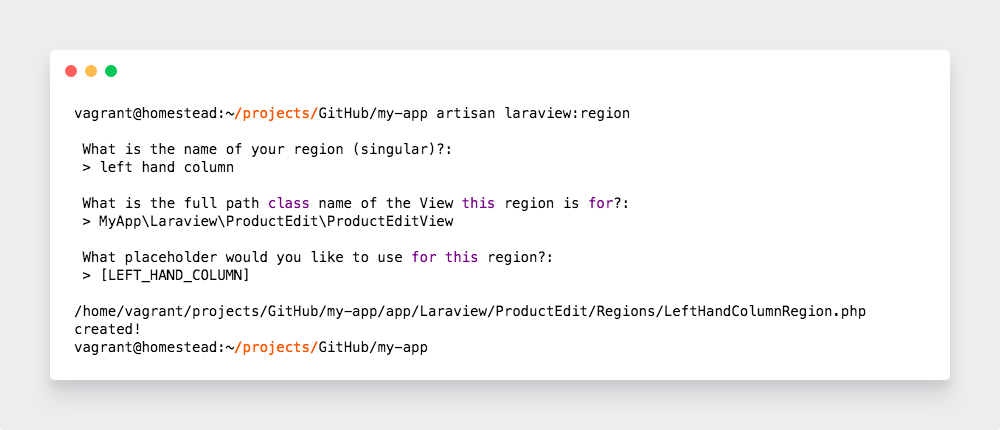 vagrant@homestead:~/projects/GitHub/my-app artisan laraview:region
What is the name of your region (singular)?:
> left hand column
What is the full path class name of the View this region is for?:
> MyApp\Laraview\ProductEdit\ProductEditView
What placeholder would you like to use for this region?:
> [LEFT_HAND_COLUMN]
/home/vagrant/projects/GitHub/my-app/app/Laraview/ProductEdit/Regions/LeftHandColumnRegion.php
created!
vagrant@homestead:~/projects/GitHub/my-app